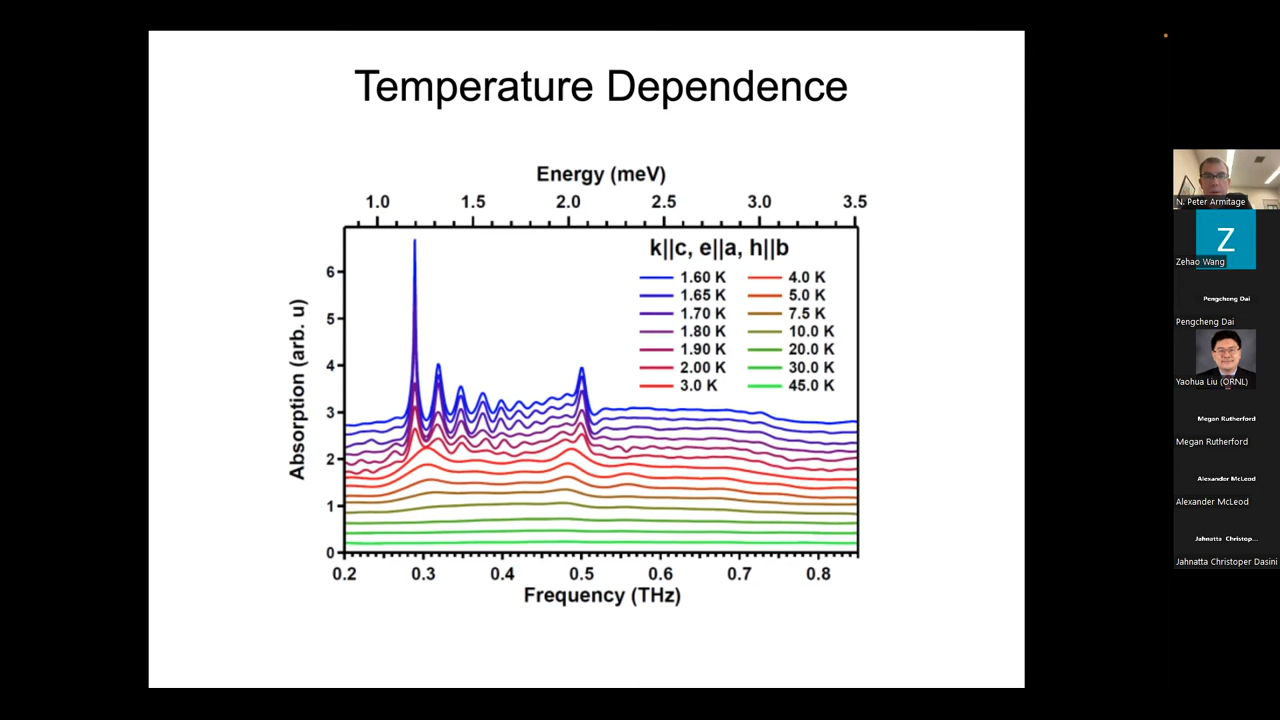 Temperature Dependence
Energy (meV)
1.0 1.5 2.0 2.5 3.0 3.5
k||c, e||a, h||b
1.60 K 4.0 K
1.65 K 5.0 K
1.70 K 7.5 K
1.80 K 10.0 K
1.90 K 20.0 K
2.00 K 30.0 K
3.0 K 45.0 K
Absorption (arb. u)
6
5
4
3
2
1
0
0.2 0.3 0.4 0.5 0.6 0.7 0.8
Frequency (THz)
N. Peter Armitage
Z
Zehao Wang
Pengcheng Dai
Pengcheng Dai
Yaohua Liu (ORNL)
Megan Rutherford
Megan Rutherford
Alexander McLeod
Alexander McLeod
Jahnatta Christop...
Jahnatta Christoper Dasini